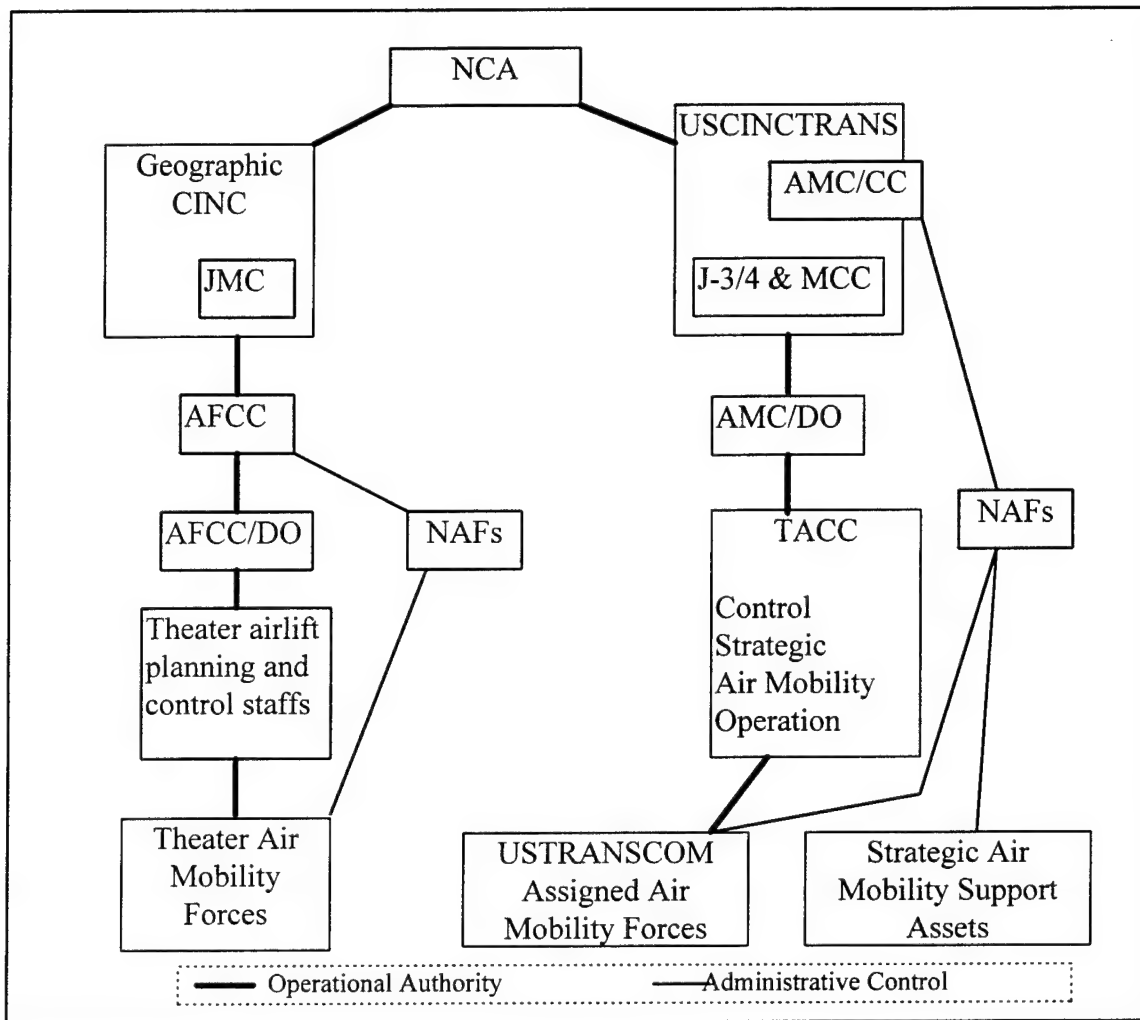 NCA
USCINCTRANS
Geographic
CINC
AMC/CC
JMC
J-3/4 & MCC
AFCC
AMC/DO
AFCC/DO
NAFs
TACC
NAFs
Control
Strategic
Air Mobility
Operation
Theater airlift
planning and
control staffs
Theater Air
Mobility
Forces
USTRANSCOM
Assigned Air
Mobility Forces
Strategic Air
Mobility Support
Assets
Operational Authority
Administrative Control